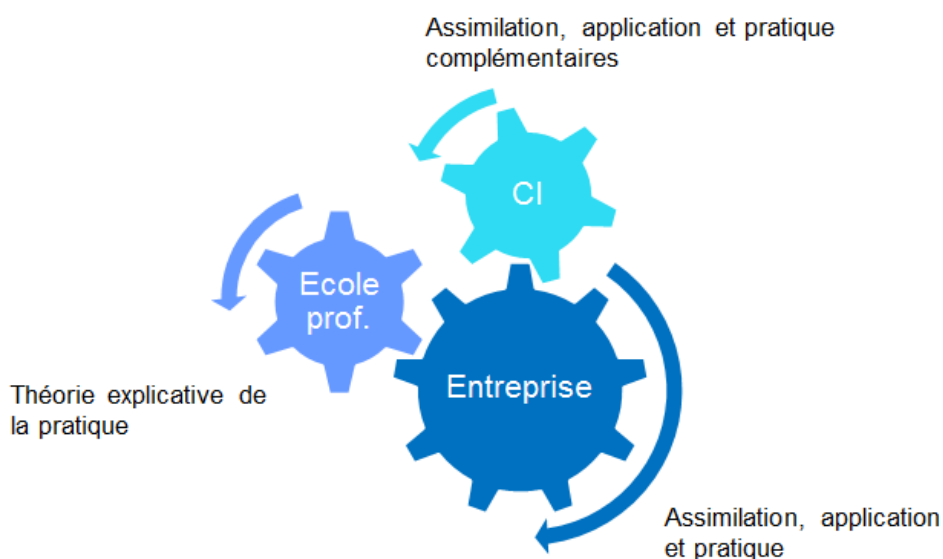 Assimilation, application et pratique
complémentaires
CI
Ecole
prof.
Entreprise
Théorie explicative de
la pratique
Assimilation, application
et pratique